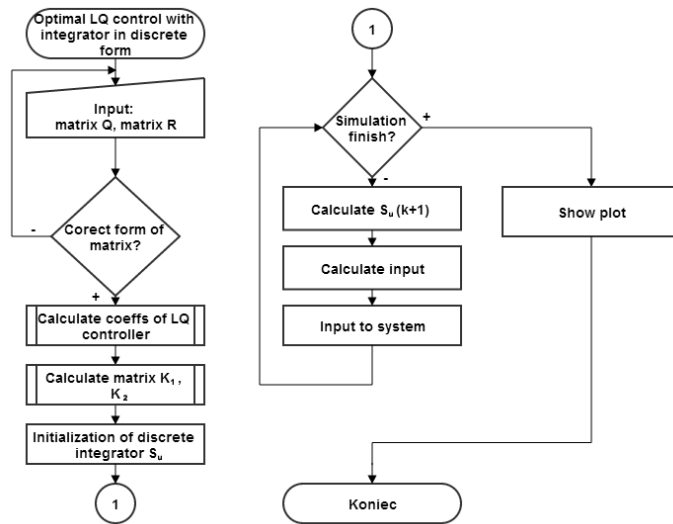 Optimal LQ control with
integrator in discrete
form
Input:
matrix Q, matrix R
Corect form of
matrix?
-
+
Calculate coeffs of LQ
controller
Calculate matrix K₁ ,
K₂
Initialization of discrete
integrator Sᵤ
1
1
Simulation
finish?
+
-
Calculate Sᵤ (k+1)
Calculate input
Input to system
Show plot
Koniec